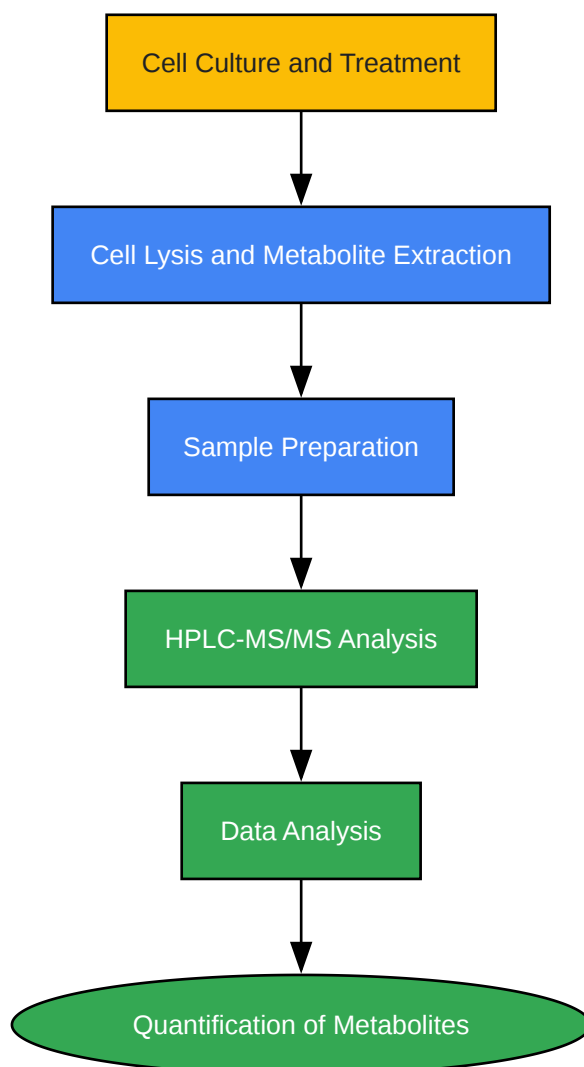 Cell Culture and Treatment
Cell Lysis and Metabolite Extraction
Sample Preparation
HPLC-MS/MS Analysis
Data Analysis
Quantification of Metabolites